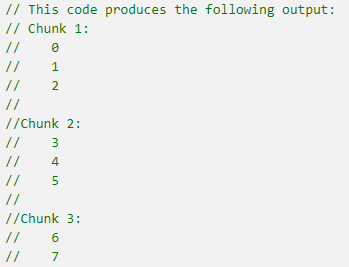 // This code produces the following output:
// Chunk 1:
//    0
//    1
//    2
//
//Chunk 2:
//    3
//    4
//    5
//
//Chunk 3:
//    6
//    7